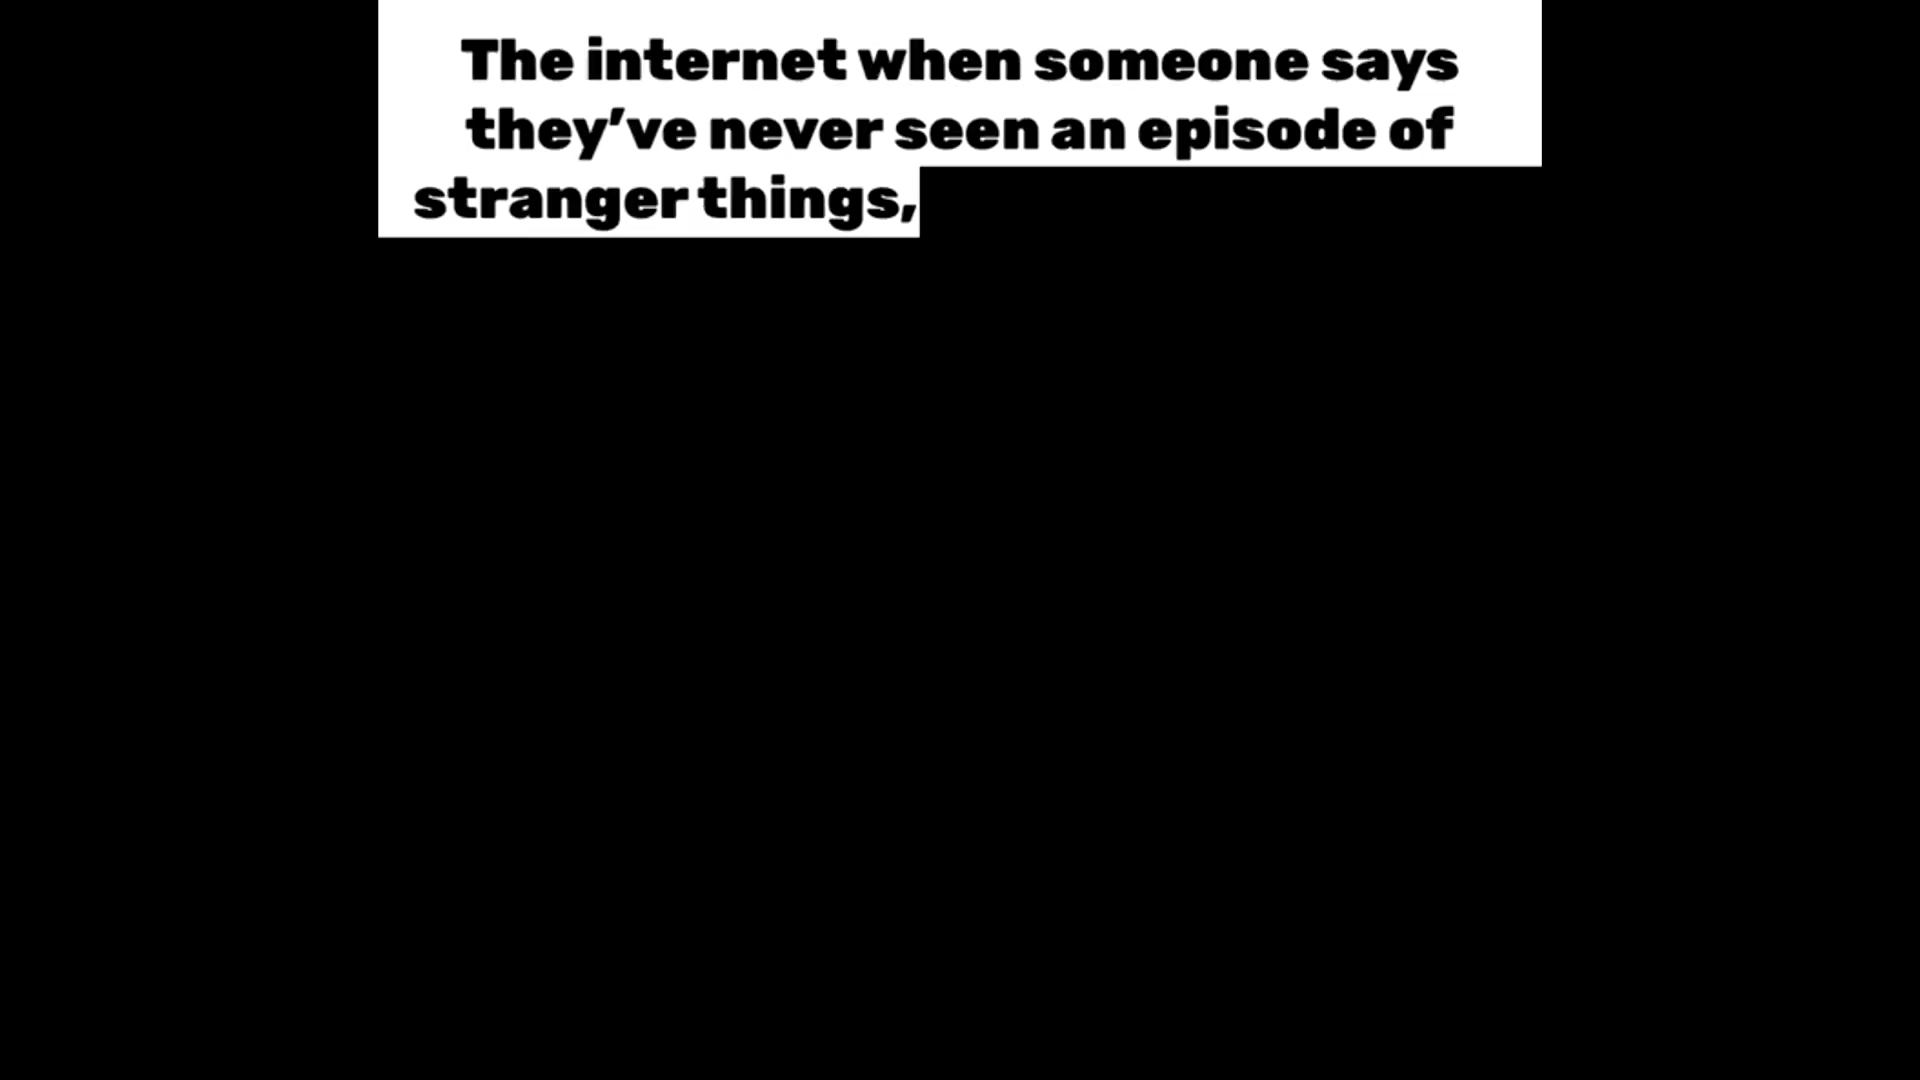 The internet when someone says
they’ve never seen an episode of
stranger things,